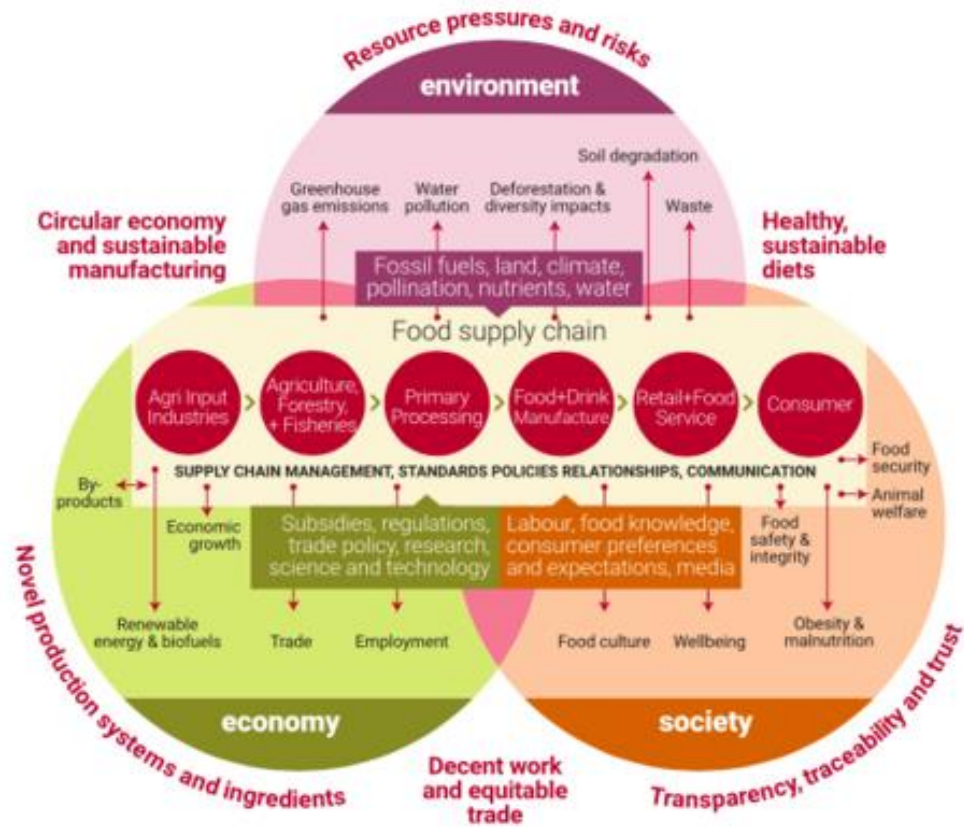 Resource pressures and risks
environment
Soil degradation
Greenhouse
gas emissions
Water
pollution
Deforestation &
diversity impacts
Waste
Circular economy
and sustainable
manufacturing
Healthy,
sustainable
diets
Fossil fuels, land, climate,
pollination, nutrients, water
Food supply chain
Agri Input
Industries
Agriculture,
Forestry,
+ Fisheries
Primary
Processing
Food+Drink
Manufacture
Retail+Food
Service
Consumer
SUPPLY CHAIN MANAGEMENT, STANDARDS POLICIES RELATIONSHIPS, COMMUNICATION
Food
security
Animal
welfare
By-
products
Economic
growth
Subsidies, regulations,
trade policy, research,
science and technology
Labour, food knowledge,
consumer preferences
and expectations, media
Food
safety &
integrity
Renewable
energy & biofuels
Trade
Employment
Food culture
Wellbeing
Obesity &
malnutrition
economy
society
Novel production systems and ingredients
Decent work
and equitable
trade
Transparency, traceability and trust